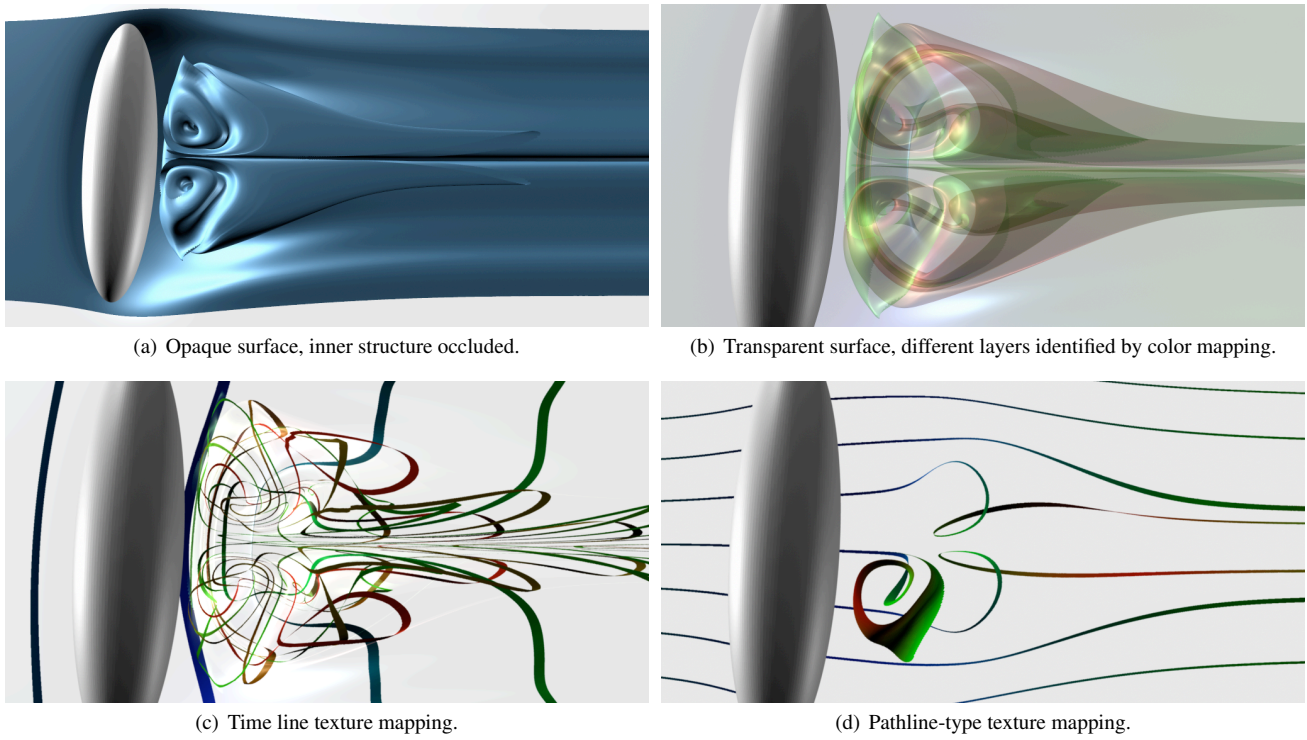 (a) Opaque surface, inner structure occluded.
(b) Transparent surface, different layers identified by color mapping.
(c) Time line texture mapping.
(d) Pathline-type texture mapping.